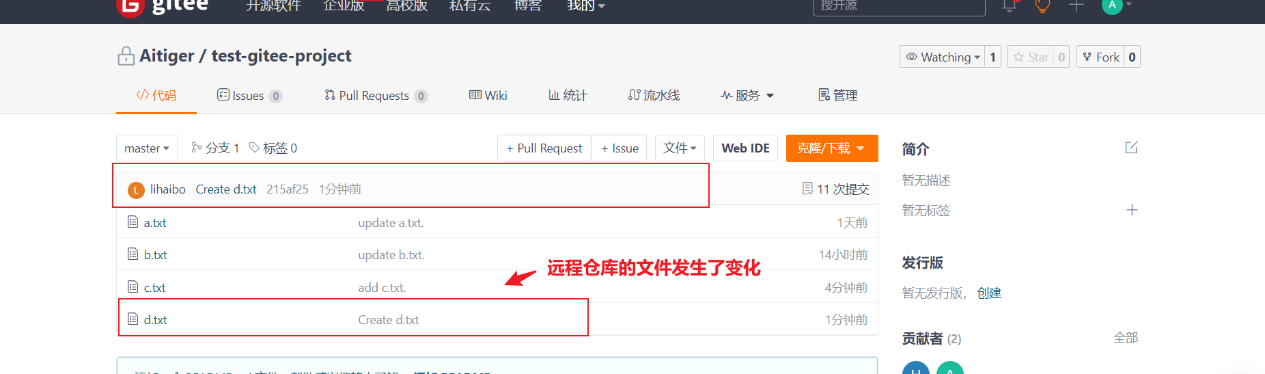 gitee 开源软件 企业版 高校版 私有云 博客 我的 搜开源 A
Aitiger / test-gitee-project Watching 1 Star 0 Fork 0
代码 Issues 0 Pull Requests 0 Wiki 统计 流水线 服务 管理
master 分支 1 标签 0 + Pull Request + Issue 文件 Web IDE 克隆/下载 简介
暂无描述
L lihaibo Create d.txt 215af25 1分钟前 11 次提交
暂无标签
a.txt update a.txt. 1天前
b.txt update b.txt. 14小时前
发行版
远程仓库的文件发生了变化
c.txt add c.txt. 4分钟前
暂无发行版，创建
d.txt Create d.txt 1分钟前
贡献者 (2) 全部